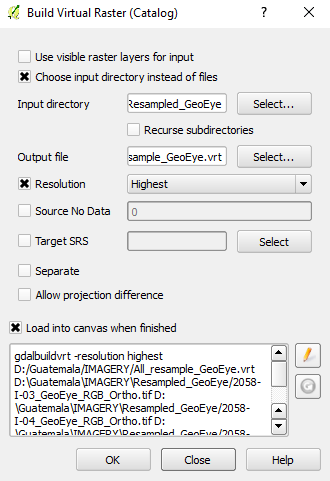 Build Virtual Raster (Catalog)
Use visible raster layers for input
Choose input directory instead of files
Input directory Resampled_GeoEye Select...
Recurse subdirectories
Output file sample_GeoEye.vrt Select...
Resolution Highest
Source No Data 0
Target SRS Select
Separate
Allow projection difference
Load into canvas when finished
gdalbuildvrt -resolution highest
D:/Guatemala/IMAGERY/All_resample_GeoEye.vrt
D:\Guatemala\IMAGERY\Resampled_GeoEye/2058-
I-03_GeoEye_RGB_Ortho.tif D:
\Guatemala\IMAGERY\Resampled_GeoEye/2058-
I-04_GeoEye_RGB_Ortho.tif D:
\Guatemala\IMAGERY\Resampled_GeoEye/2058-
OK Close Help